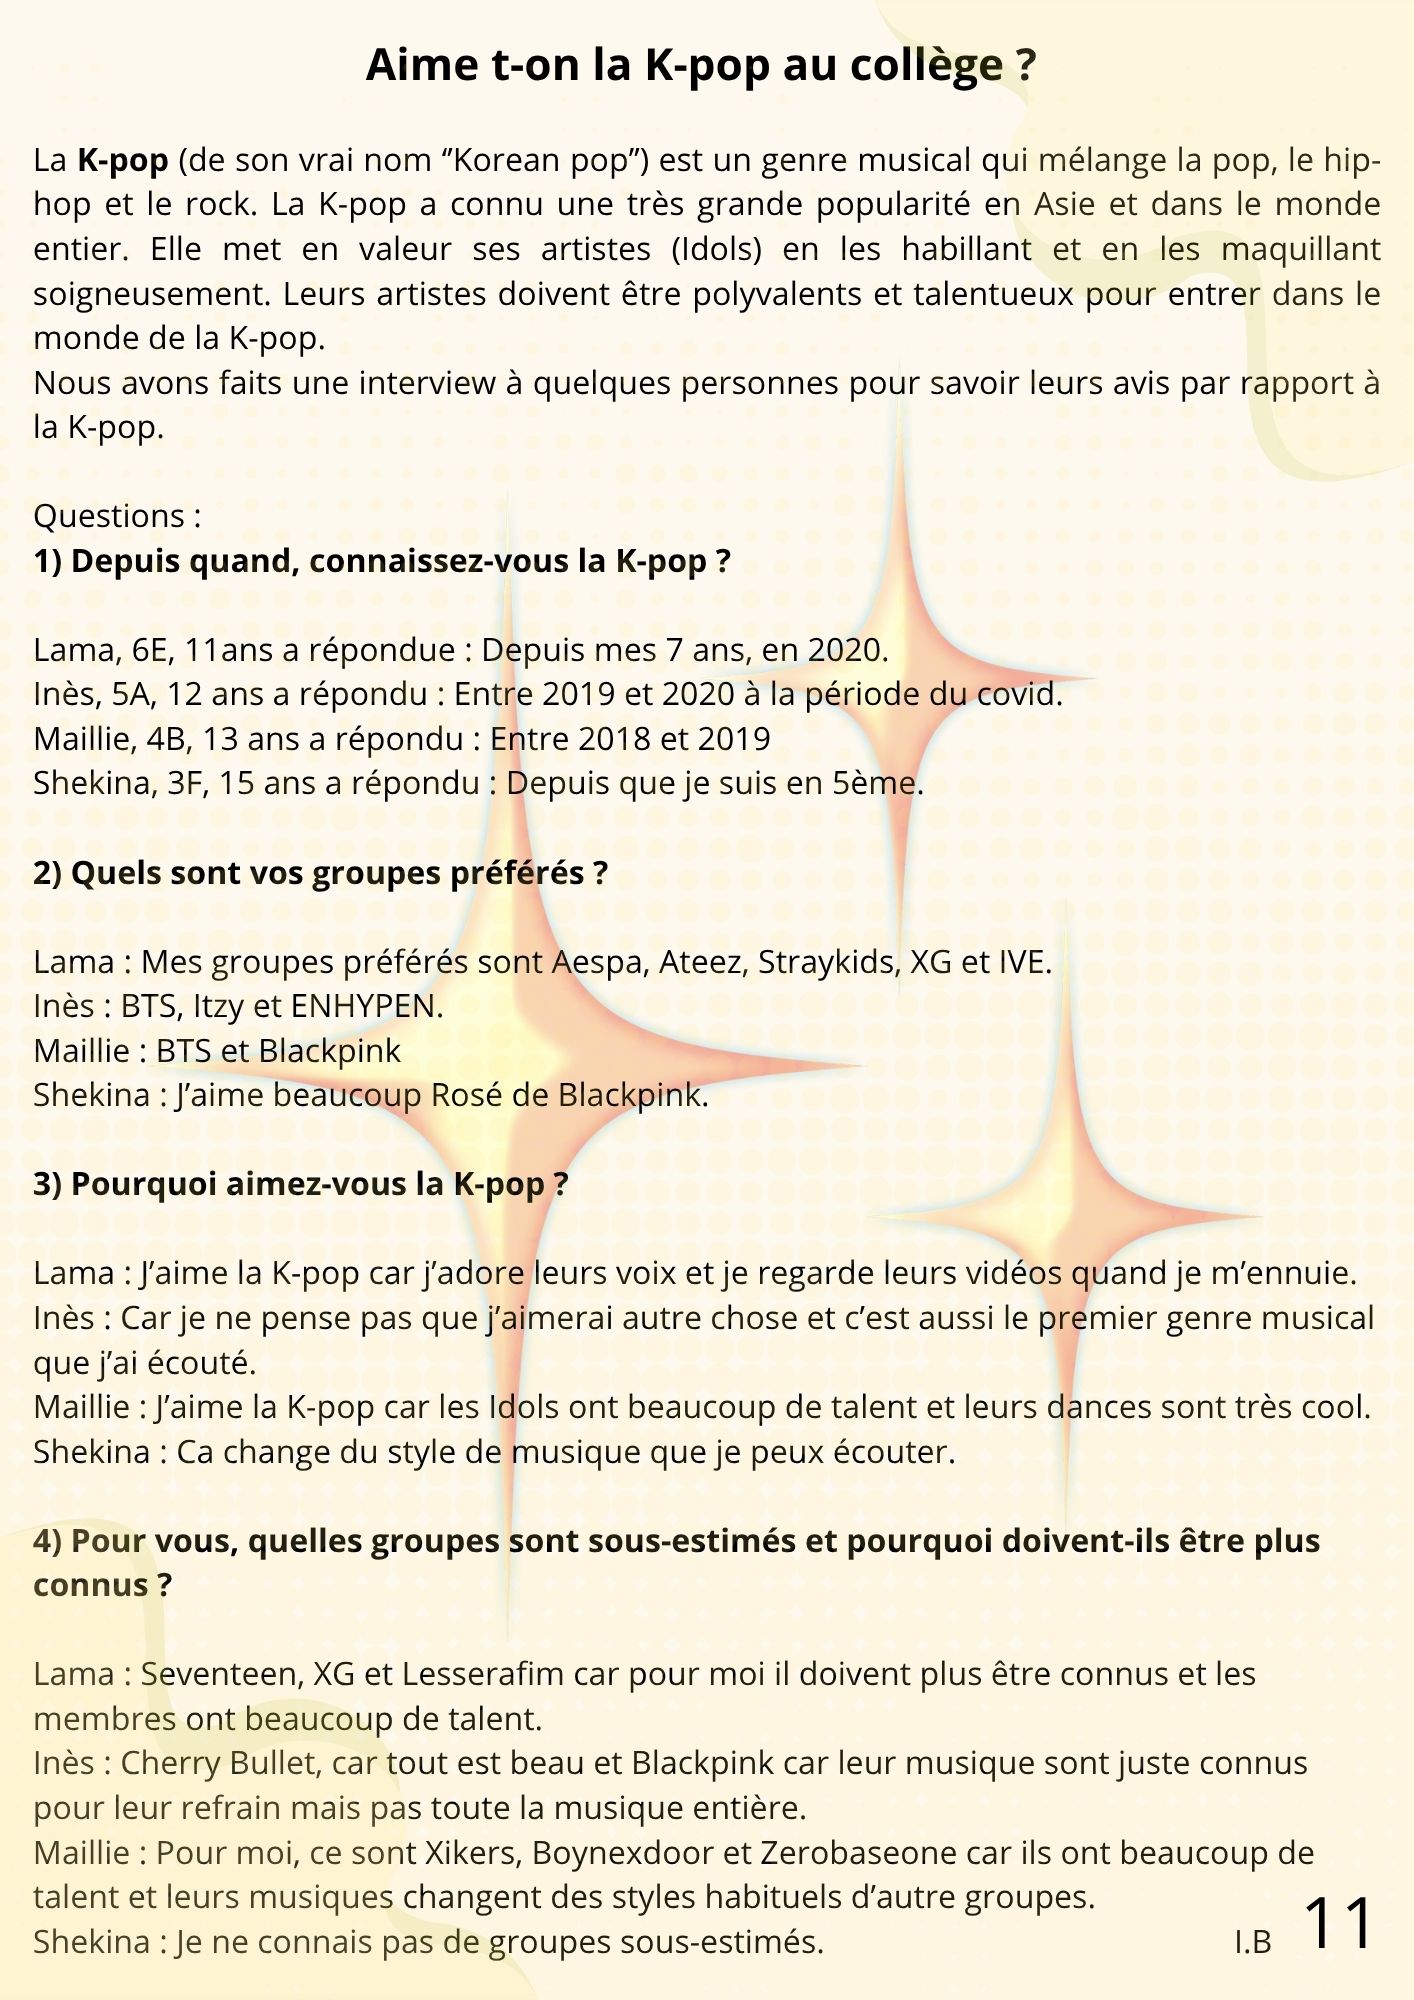 Aime t-on la K-pop au collège ?
La K-pop (de son vrai nom ‘’Korean pop’’) est un genre musical qui mélange la pop, le hip-
hop et le rock. La K-pop a connu une très grande popularité en Asie et dans le monde
entier. Elle met en valeur ses artistes (Idols) en les habillant et en les maquillant
soigneusement. Leurs artistes doivent être polyvalents et talentueux pour entrer dans le
monde de la K-pop.
Nous avons faits une interview à quelques personnes pour savoir leurs avis par rapport à
la K-pop.
Questions :
1) Depuis quand, connaissez-vous la K-pop ?
Lama, 6E, 11ans a répondue : Depuis mes 7 ans, en 2020.
Inès, 5A, 12 ans a répondu : Entre 2019 et 2020 à la période du covid.
Maillie, 4B, 13 ans a répondu : Entre 2018 et 2019
Shekina, 3F, 15 ans a répondu : Depuis que je suis en 5ème.
2) Quels sont vos groupes préférés ?
Lama : Mes groupes préférés sont Aespa, Ateez, Straykids, XG et IVE.
Inès : BTS, Itzy et ENHYPEN.
Maillie : BTS et Blackpink
Shekina : J’aime beaucoup Rosé de Blackpink.
3) Pourquoi aimez-vous la K-pop ?
Lama : J’aime la K-pop car j’adore leurs voix et je regarde leurs vidéos quand je m’ennuie.
Inès : Car je ne pense pas que j’aimerai autre chose et c’est aussi le premier genre musical
que j’ai écouté.
Maillie : J’aime la K-pop car les Idols ont beaucoup de talent et leurs dances sont très cool.
Shekina : Ca change du style de musique que je peux écouter.
4) Pour vous, quelles groupes sont sous-estimés et pourquoi doivent-ils être plus
connus ?
Lama : Seventeen, XG et Lesserafim car pour moi il doivent plus être connus et les
membres ont beaucoup de talent.
Inès : Cherry Bullet, car tout est beau et Blackpink car leur musique sont juste connus
pour leur refrain mais pas toute la musique entière.
Maillie : Pour moi, ce sont Xikers, Boynexdoor et Zerobaseone car ils ont beaucoup de
talent et leurs musiques changent des styles habituels d’autre groupes.
Shekina : Je ne connais pas de groupes sous-estimés.
I.B
11